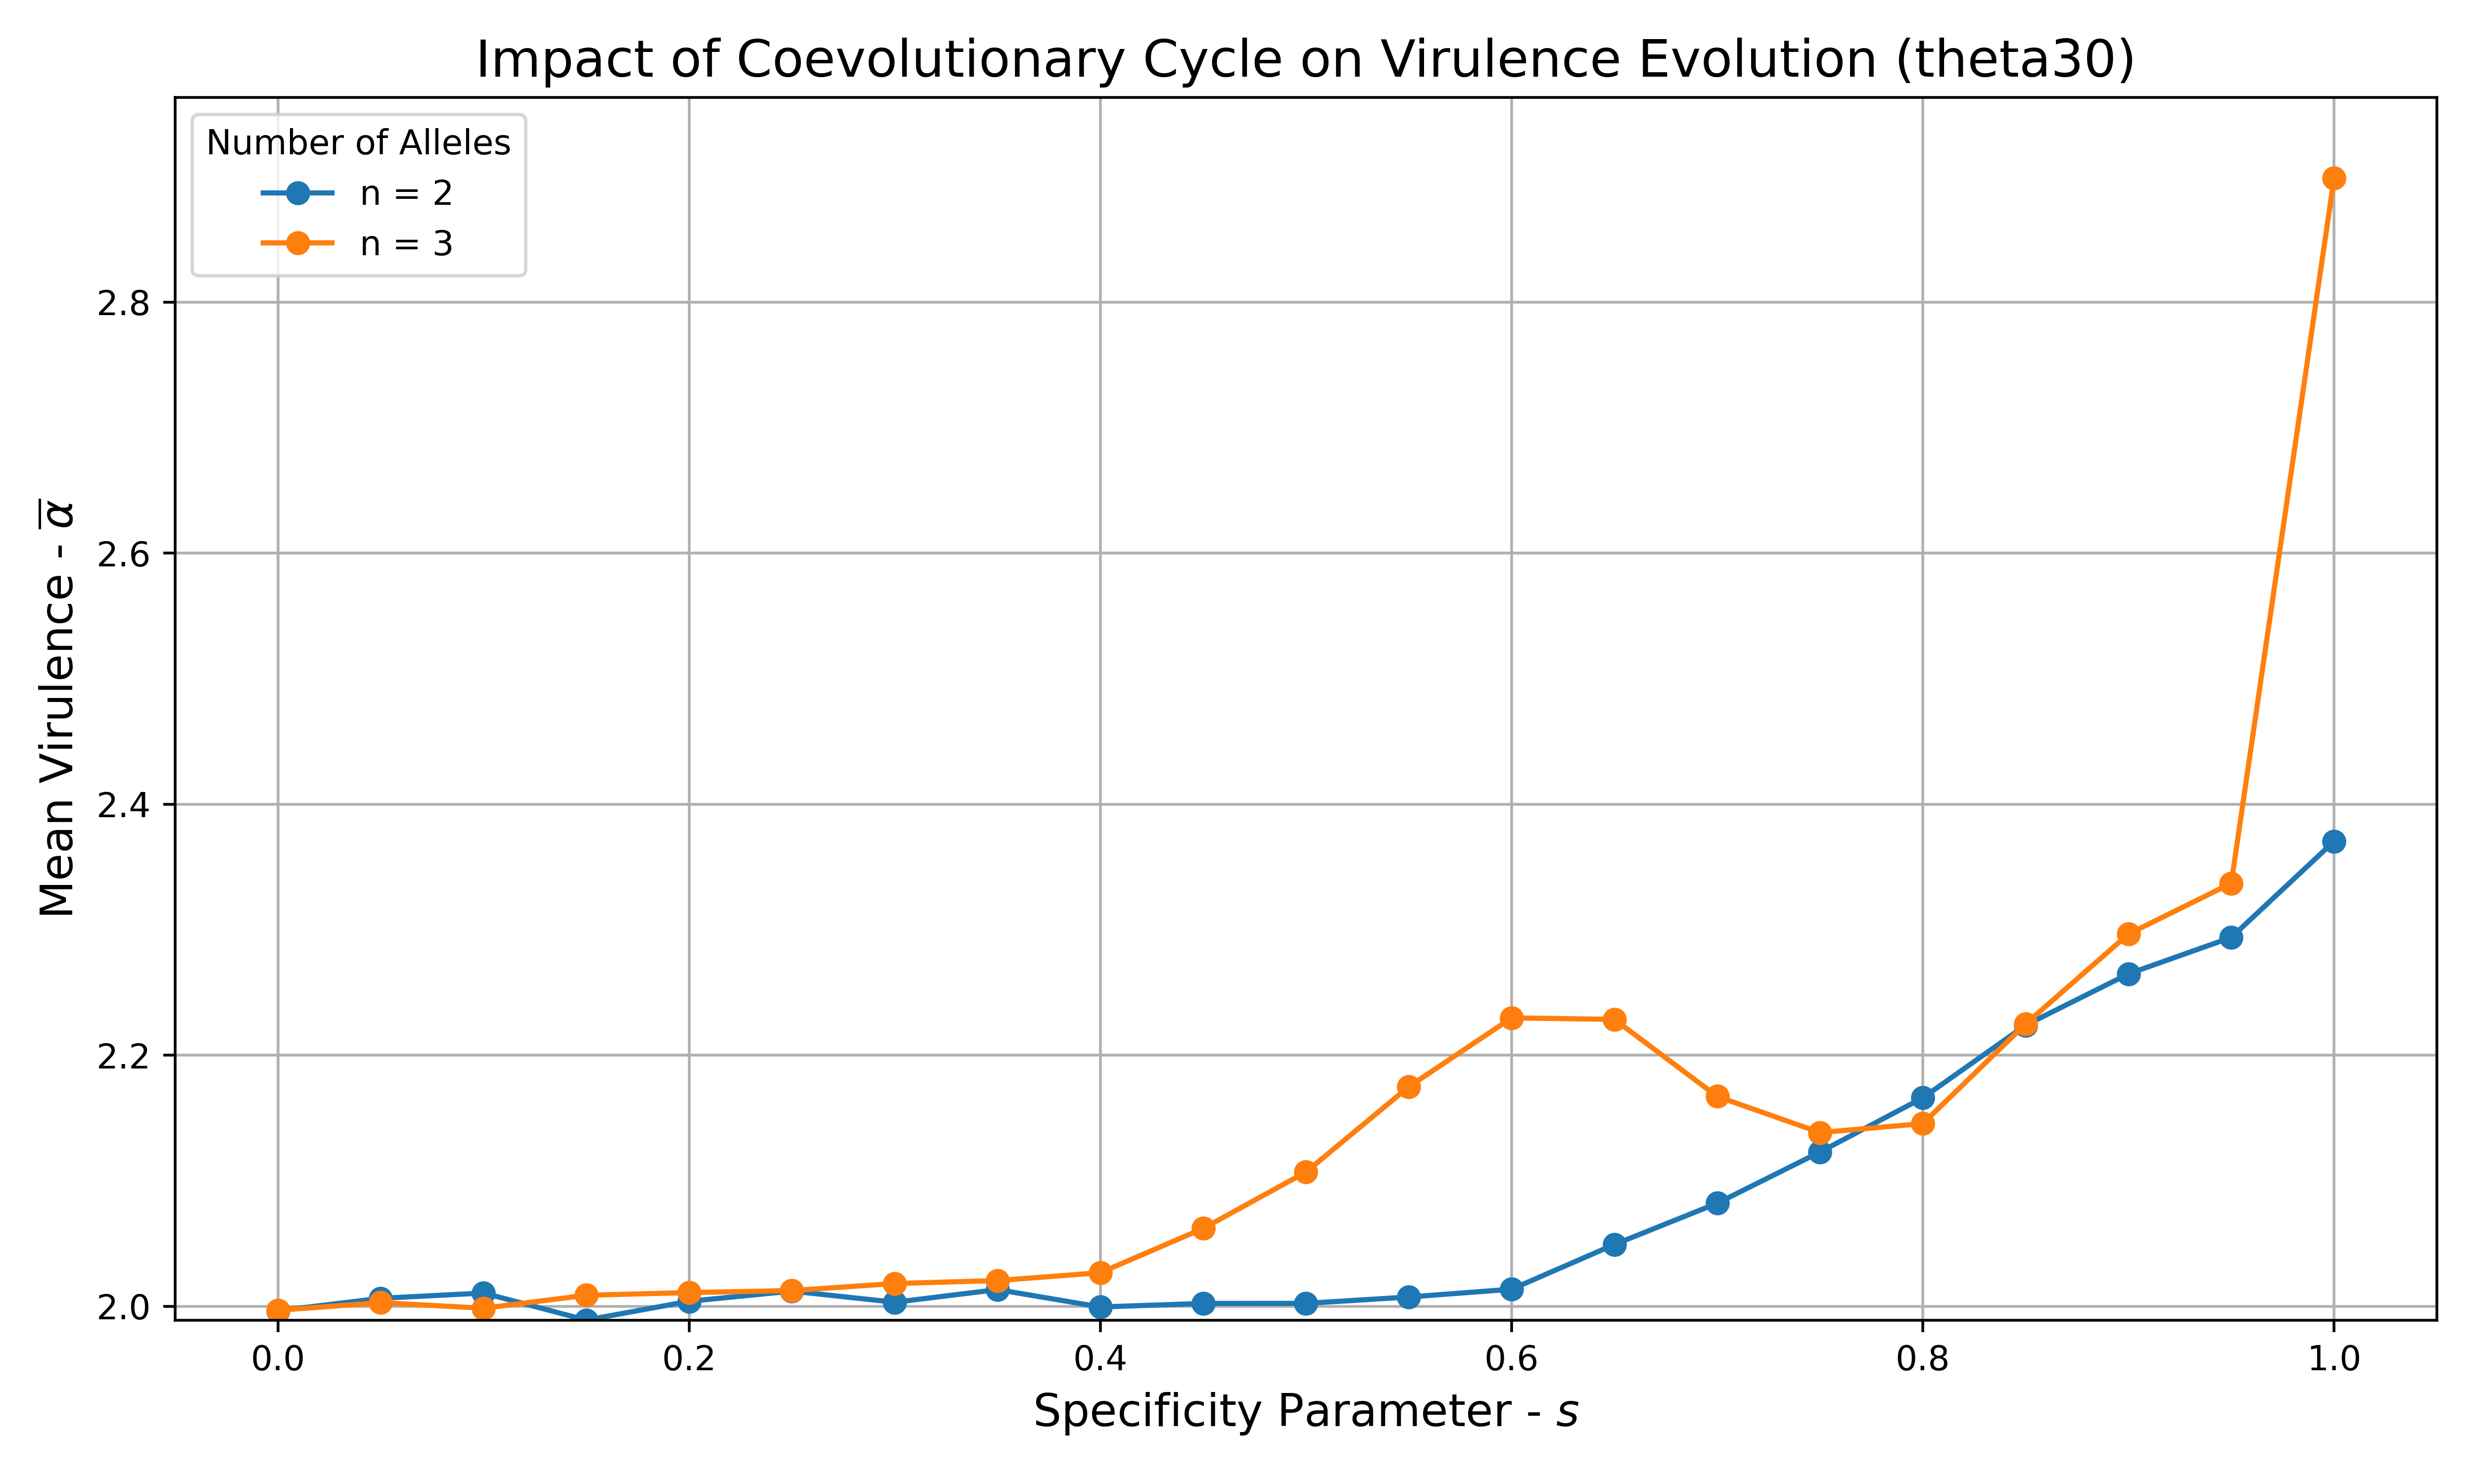 Impact of Coevolutionary Cycle on Virulence Evolution (theta30)
Number of Alleles
n = 2
n = 3
Mean Virulence - α̅
2.8
2.6
2.4
2.2
2.0
0.0 0.2 0.4 0.6 0.8 1.0
Specificity Parameter - s